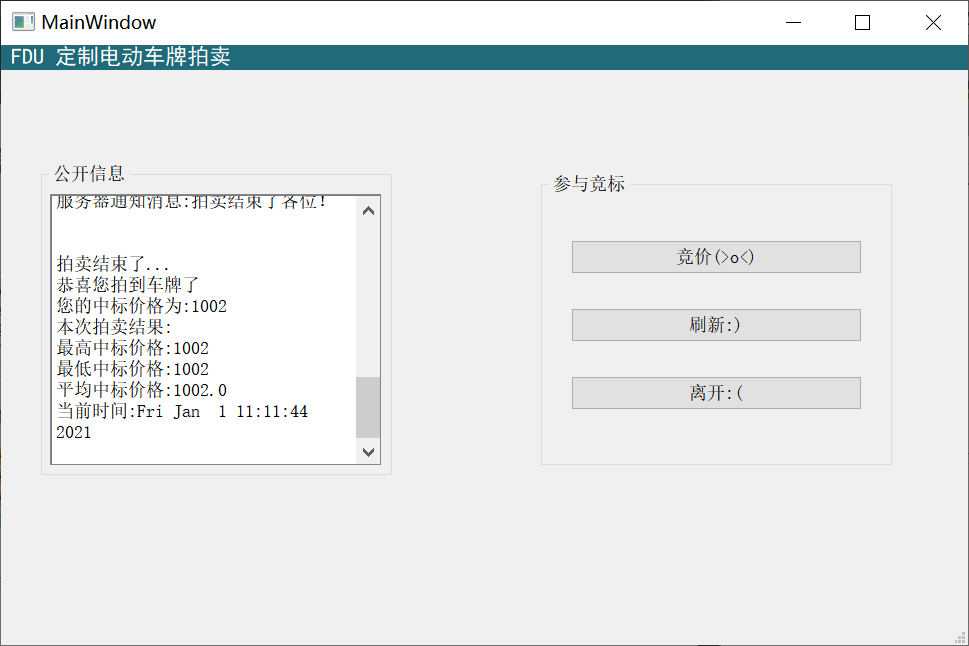 MainWindow
FDU 定制电动车牌拍卖
公开信息
服务器通知消息:拍卖结束了各位!
拍卖结束了...
恭喜您拍到车牌了
您的中标价格为:1002
本次拍卖结果:
最高中标价格:1002
最低中标价格:1002
平均中标价格:1002.0
当前时间:Fri Jan  1 11:11:44
2021
参与竞标
竞价(>o<)
刷新:)
离开:(